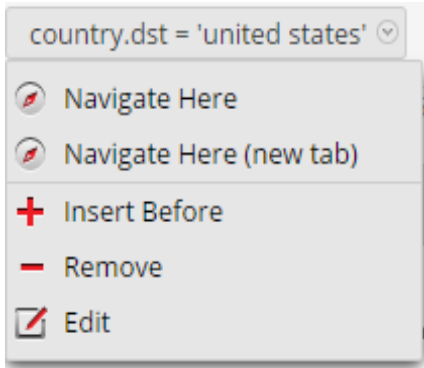 country.dst = 'united states'
Navigate Here
Navigate Here (new tab)
Insert Before
Remove
Edit